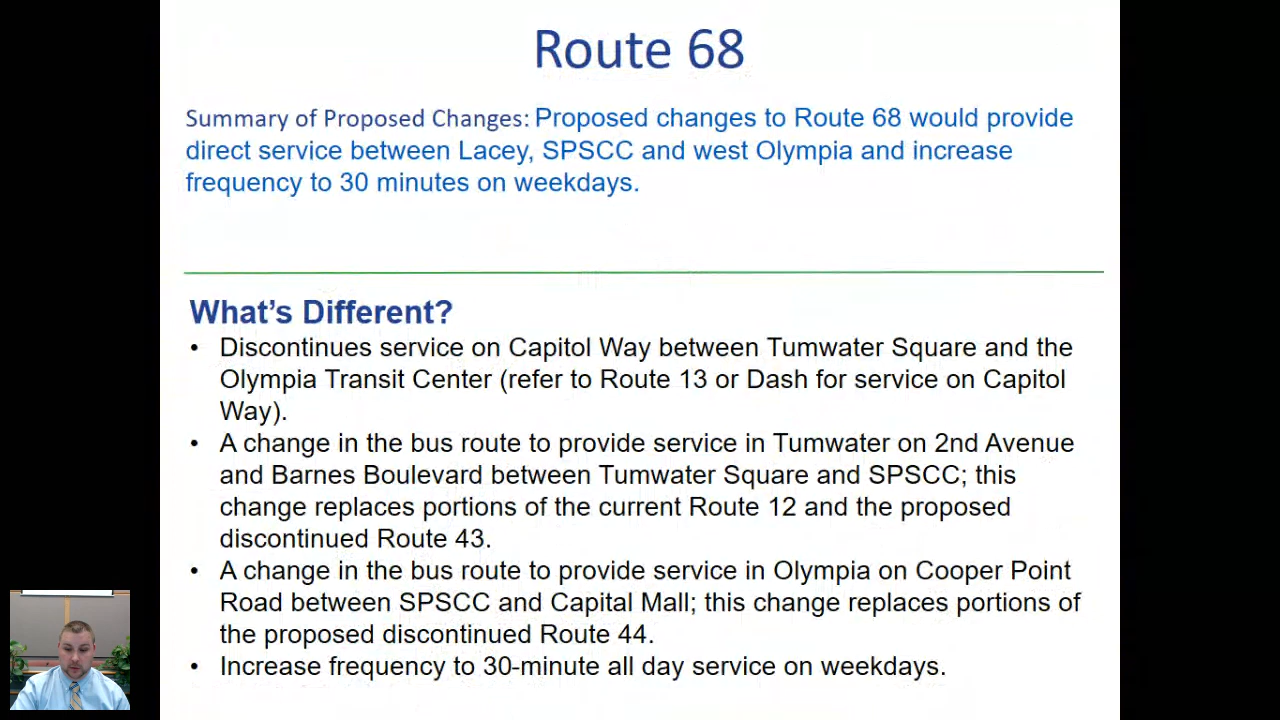 Route 68
Summary of Proposed Changes: Proposed changes to Route 68 would provide
direct service between Lacey, SPSCC and west Olympia and increase
frequency to 30 minutes on weekdays.
What's Different?
• Discontinues service on Capitol Way between Tumwater Square and the
Olympia Transit Center (refer to Route 13 or Dash for service on Capitol
Way).
• A change in the bus route to provide service in Tumwater on 2nd Avenue
and Barnes Boulevard between Tumwater Square and SPSCC; this
change replaces portions of the current Route 12 and the proposed
discontinued Route 43.
• A change in the bus route to provide service in Olympia on Cooper Point
Road between SPSCC and Capital Mall; this change replaces portions of
the proposed discontinued Route 44.
• Increase frequency to 30-minute all day service on weekdays.